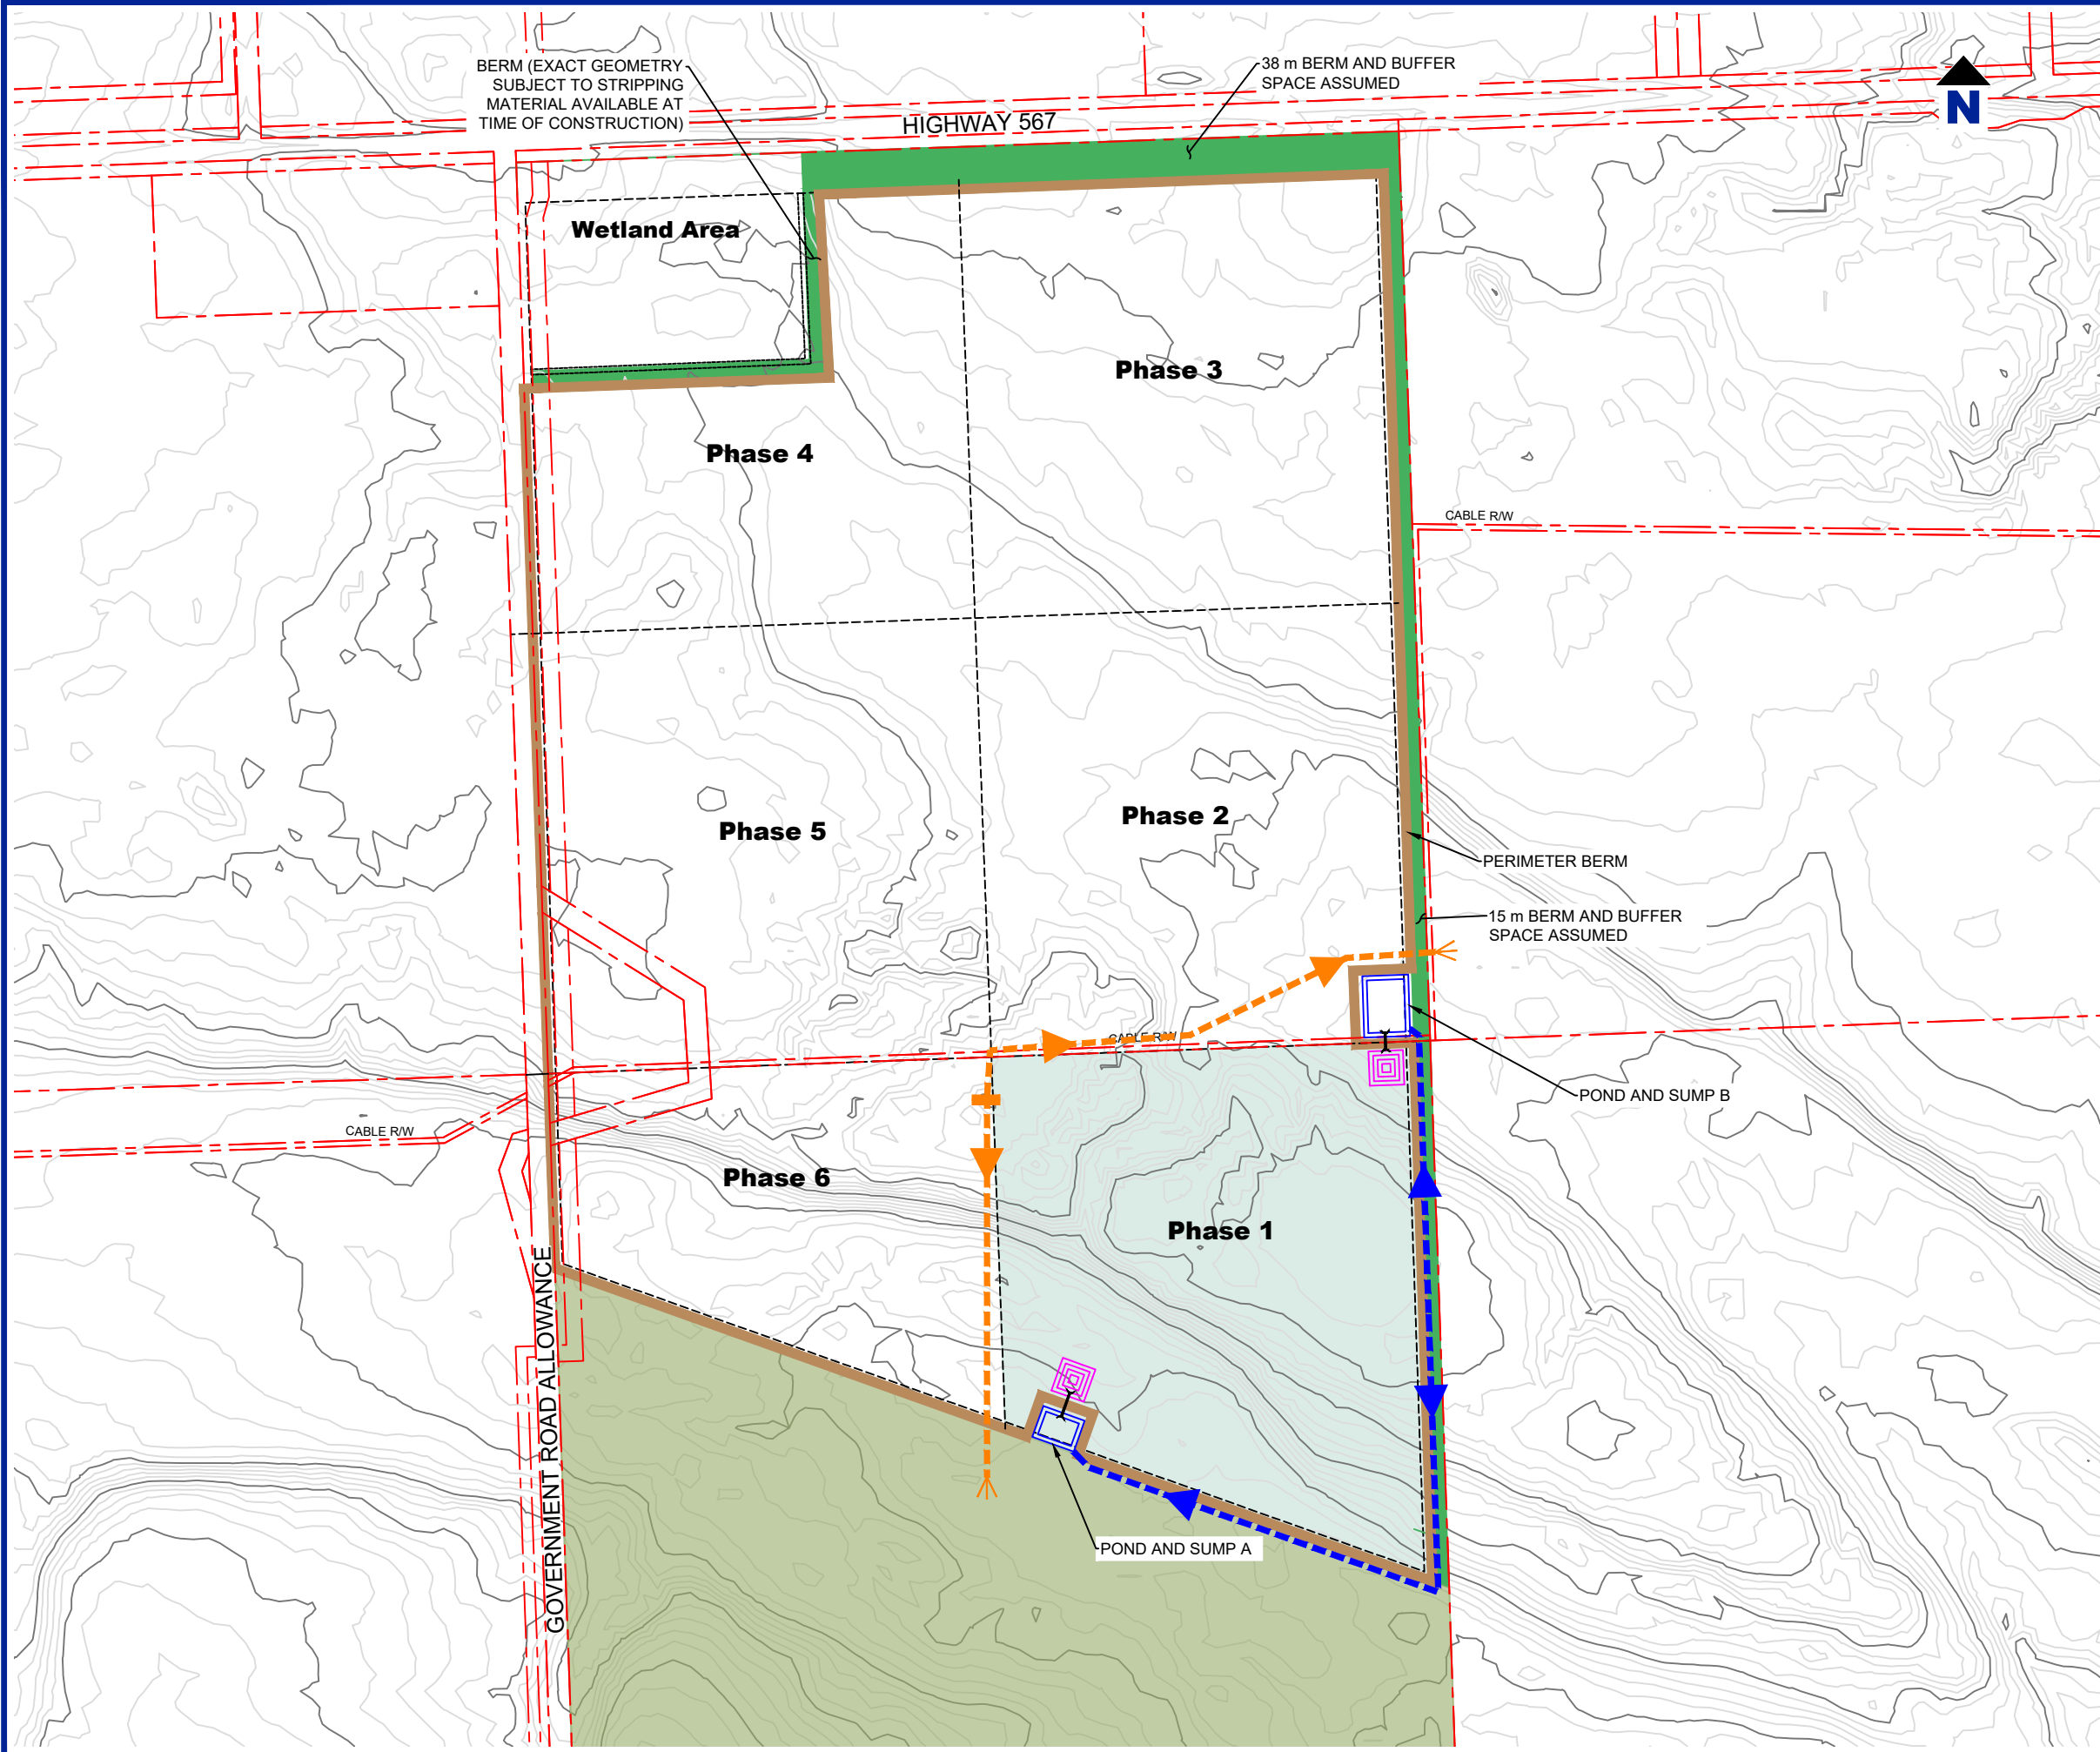 BERM (EXACT GEOMETRY
SUBJECT TO STRIPPING
MATERIAL AVAILABLE AT
TIME OF CONSTRUCTION)
38 m BERM AND BUFFER
SPACE ASSUMED
N
HIGHWAY 567
Wetland Area
Phase 3
Phase 4
CABLE R/W
Phase 2
Phase 5
PERIMETER BERM
15 m BERM AND BUFFER
SPACE ASSUMED
CABLE R/W
POND AND SUMP B
CABLE R/W
Phase 6
Phase 1
GOVERNMENT ROAD ALLOWANCE
POND AND SUMP A